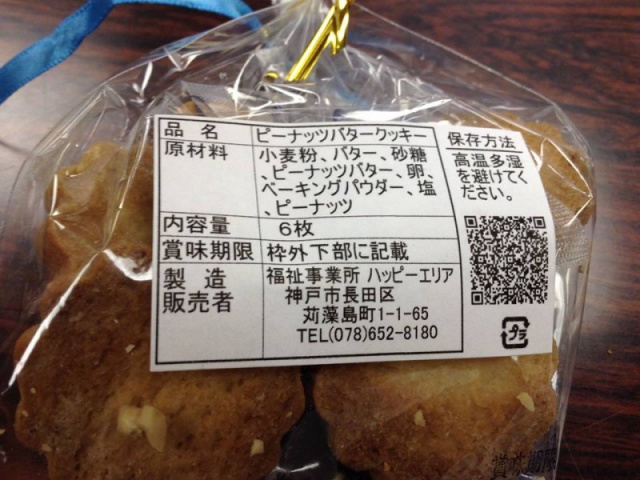 品名 ピーナッツバタークッキー
原材料 小麦粉、バター、砂糖
、ピーナッツバター、卵、
ベーキングパウダー、塩
、ピーナッツ
内容量 6枚
賞味期限 枠外下部に記載
製造 福祉事業所 ハッピーエリア
販売者 神戸市長田区
苅藻島町1-1-65
TEL(078)652-8180
保存方法
高温多湿
を避けてく
ださい。
プラ
賞味期限